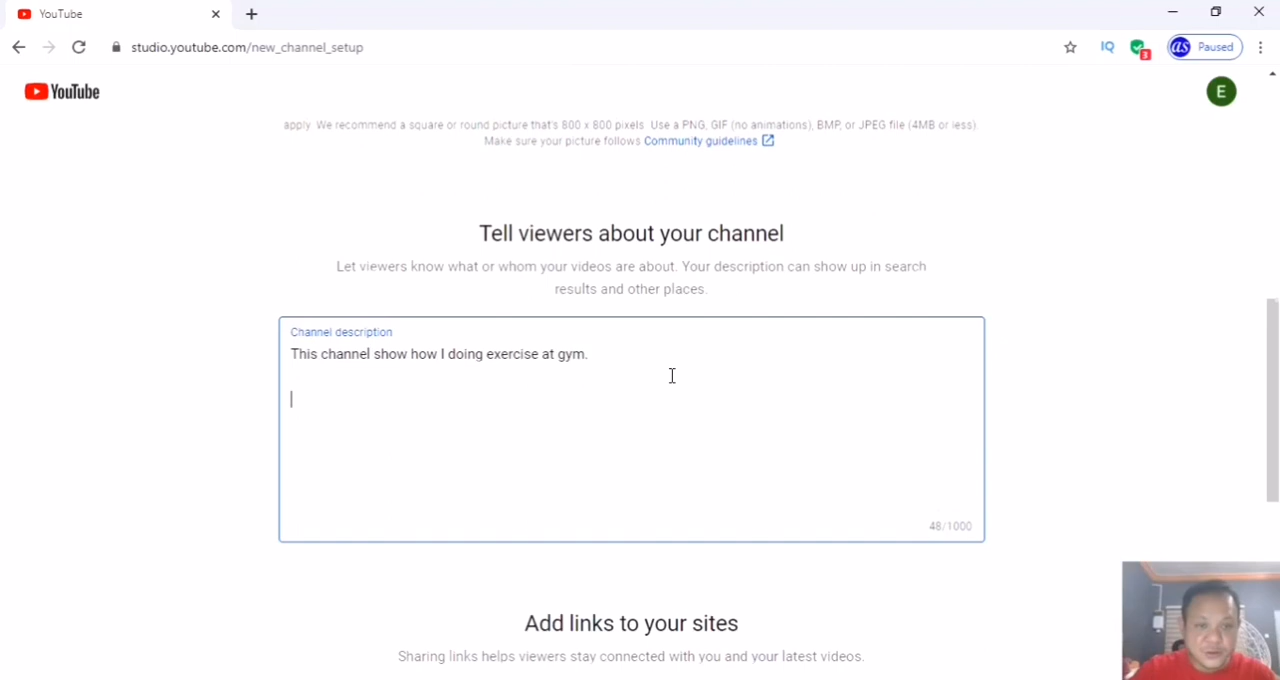 YouTube
studio.youtube.com/new_channel_setup
IQ
3
as
Paused
YouTube
E
apply. We recommend a square or round picture that's 800 x 800 pixels. Use a PNG, GIF (no animations), BMP, or JPEG file (4MB or less).
Make sure your picture follows Community guidelines
Tell viewers about your channel
Let viewers know what or whom your videos are about. Your description can show up in search
results and other places.
Channel description
This channel show how I doing exercise at gym.
48/1000
Add links to your sites
Sharing links helps viewers stay connected with you and your latest videos.